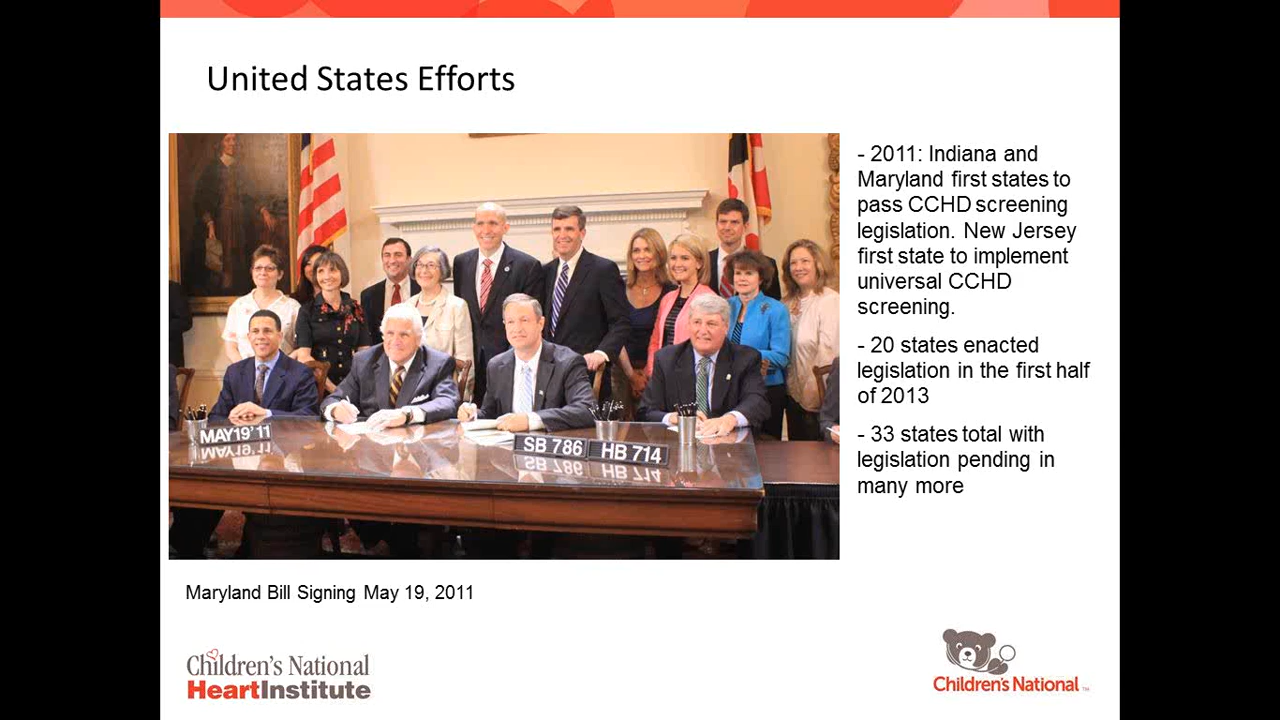 United States Efforts
- 2011: Indiana and
Maryland first states to
pass CCHD screening
legislation. New Jersey
first state to implement
universal CCHD
screening.
- 20 states enacted
legislation in the first half
of 2013
- 33 states total with
legislation pending in
many more
MAY19'11
SB 786
HB 714
Maryland Bill Signing May 19, 2011
Children's National
HeartInstitute
Children's National TM